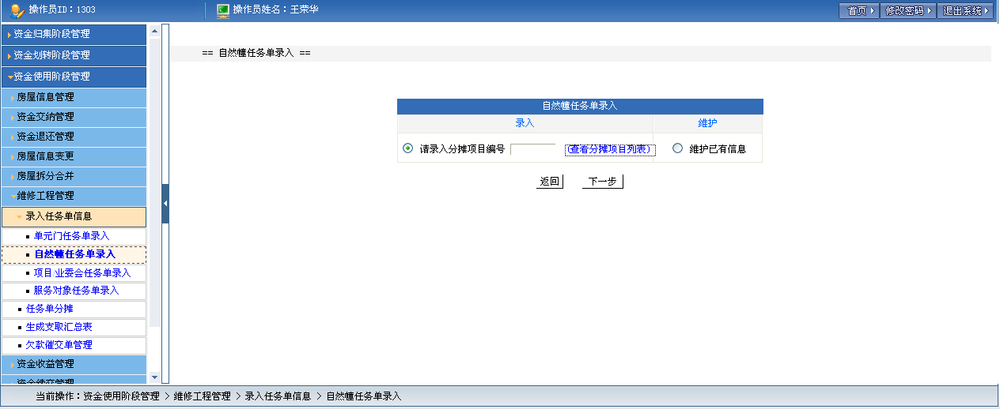 操作员ID：1303
操作员姓名：王荣华
首页
修改密码
退出系统
资金归集阶段管理
资金划转阶段管理
资金使用阶段管理
房屋信息管理
资金交纳管理
资金退还管理
房屋信息变更
房屋拆分合并
维修工程管理
录入任务单信息
单元门任务单录入
自然幢任务单录入
项目/业委会任务单录入
服务对象任务单录入
任务单分摊
生成支取汇总表
欠款催交单管理
资金收益管理
== 自然幢任务单录入 ==
自然幢任务单录入
录入 维护
请录入分摊项目编号 (查看分摊项目列表) 维护已有信息
返回 下一步
当前操作：资金使用阶段管理 > 维修工程管理 > 录入任务单信息 > 自然幢任务单录入